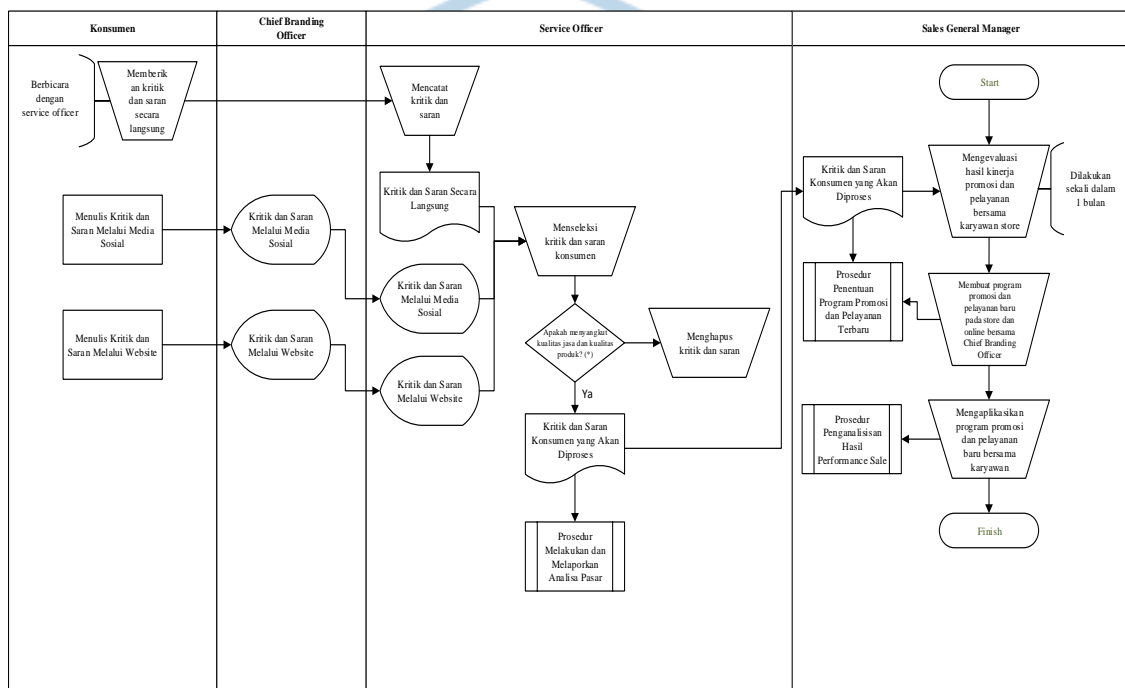 Konsumen
Chief Branding
Officer
Service Officer
Sales General Manager
Berbicara
dengan
service officer
Memberik
an kritik
dan saran
secara
langsung
Mencatat
kritik dan
saran
Kritik dan Saran Secara
Langsung
Menulis Kritik dan
Saran Melalui Media
Sosial
Kritik dan Saran
Melalui Media
Sosial
Kritik dan Saran
Melalui Media
Sosial
Menulis Kritik dan
Saran Melalui Website
Kritik dan Saran
Melalui Website
Kritik dan Saran
Melalui Website
Menseleksi
kritik dan saran
konsumen
Apakah menyangkut
kualitas jasa dan kualitas
produk? (*)
Menghapus
kritik dan saran
Ya
Kritik dan Saran
Konsumen yang Akan
Diproses
Prosedur
Melakukan dan
Melaporkan
Analisa Pasar
Start
Kritik dan Saran
Konsumen yang Akan
Diproses
Mengevaluasi
hasil kinerja
promosi dan
pelayanan
bersama
karyawan store
Dilakukan
sekali dalam
1 bulan
Prosedur
Penentuan
Program Promosi
dan Pelayanan
Terbaru
Membuat program
promosi dan
pelayanan baru
pada store dan
online bersama
Chief Branding
Officer
Prosedur
Penganalisisan
Hasil
Performance Sale
Mengaplikasikan
program promosi
dan pelayanan
baru bersama
karyawan
Finish